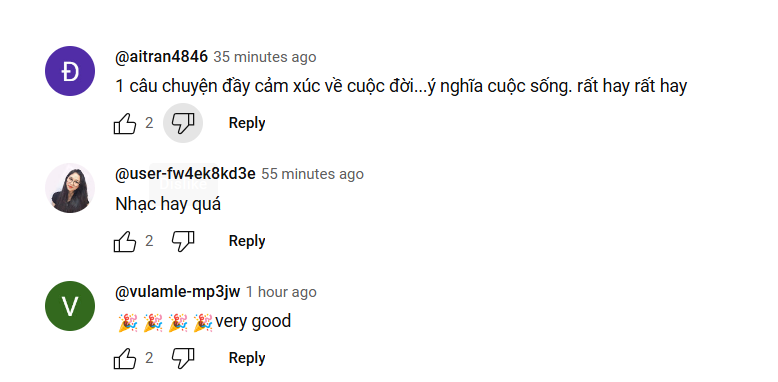 Đ
@aitran4846 35 minutes ago
1 câu chuyện đầy cảm xúc về cuộc đời...ý nghĩa cuộc sống. rất hay rất hay
2 Reply
@user-fw4ek8kd3e 55 minutes ago
Nhạc hay quá
2 Reply
V
@vulamle-mp3jw 1 hour ago
🎉🎉🎉🎉very good
2 Reply